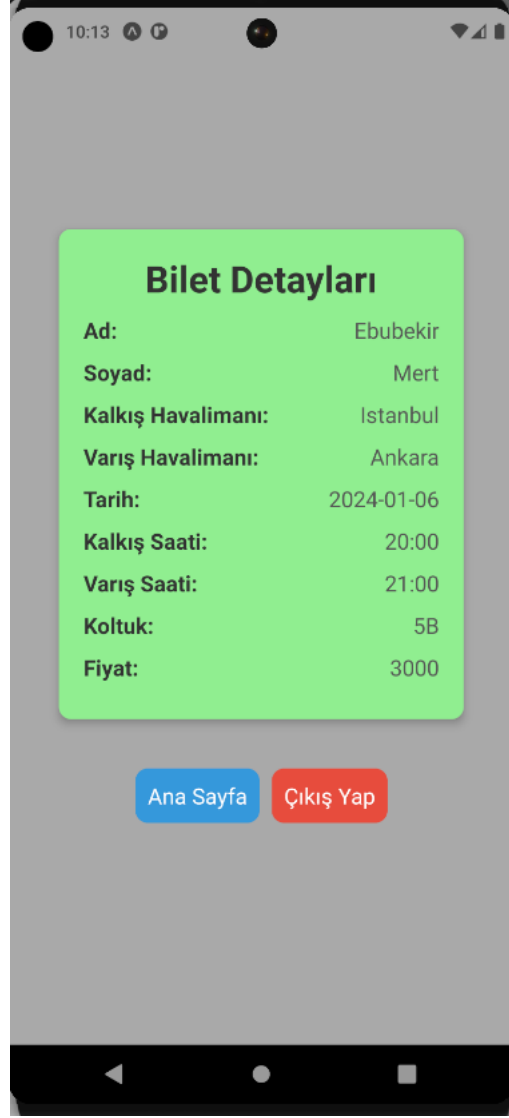 10:13
Bilet Detayları
Ad: Ebubekir
Soyad: Mert
Kalkış Havalimanı: Istanbul
Varış Havalimanı: Ankara
Tarih: 2024-01-06
Kalkış Saati: 20:00
Varış Saati: 21:00
Koltuk: 5B
Fiyat: 3000
Ana Sayfa Çıkış Yap